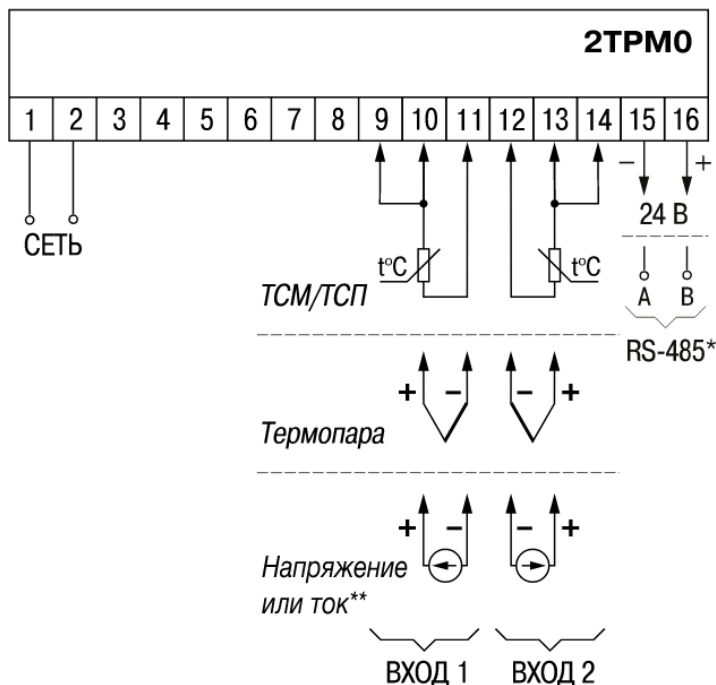 2ТРМ0
1 2 3 4 5 6 7 8 9 10 11 12 13 14 15 16
− +
24 В
СЕТЬ
t°C t°C
А В
ТСМ/ТСП
RS-485*
+ − − +
Термопара
+ − − +
Напряжение
или ток**
ВХОД 1 ВХОД 2